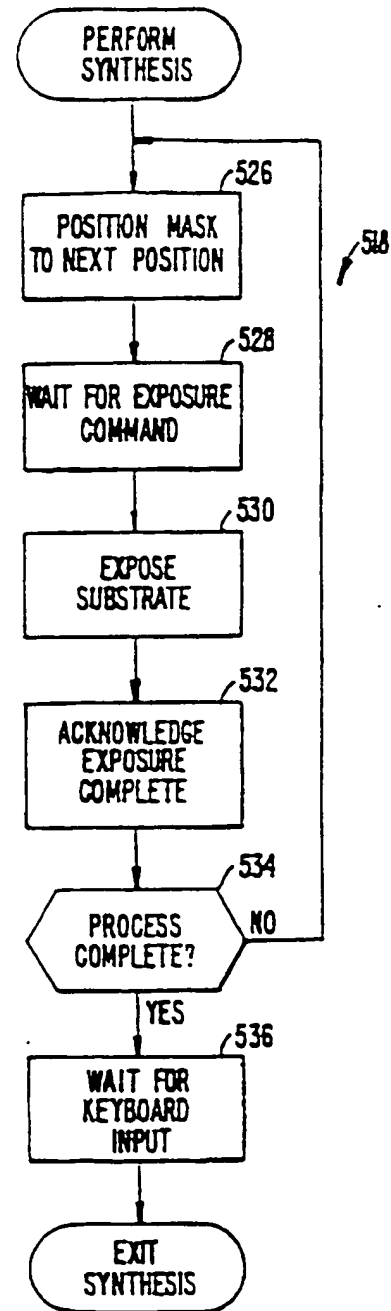 PERFORM
SYNTHESIS
526
POSITION MASK
TO NEXT POSITION
518
528
WAIT FOR EXPOSURE
COMMAND
530
EXPOSE
SUBSTRATE
532
ACKNOWLEDGE
EXPOSURE
COMPLETE
534
PROCESS
COMPLETE?
NO
YES
536
WAIT FOR
KEYBOARD
INPUT
EXIT
SYNTHESIS